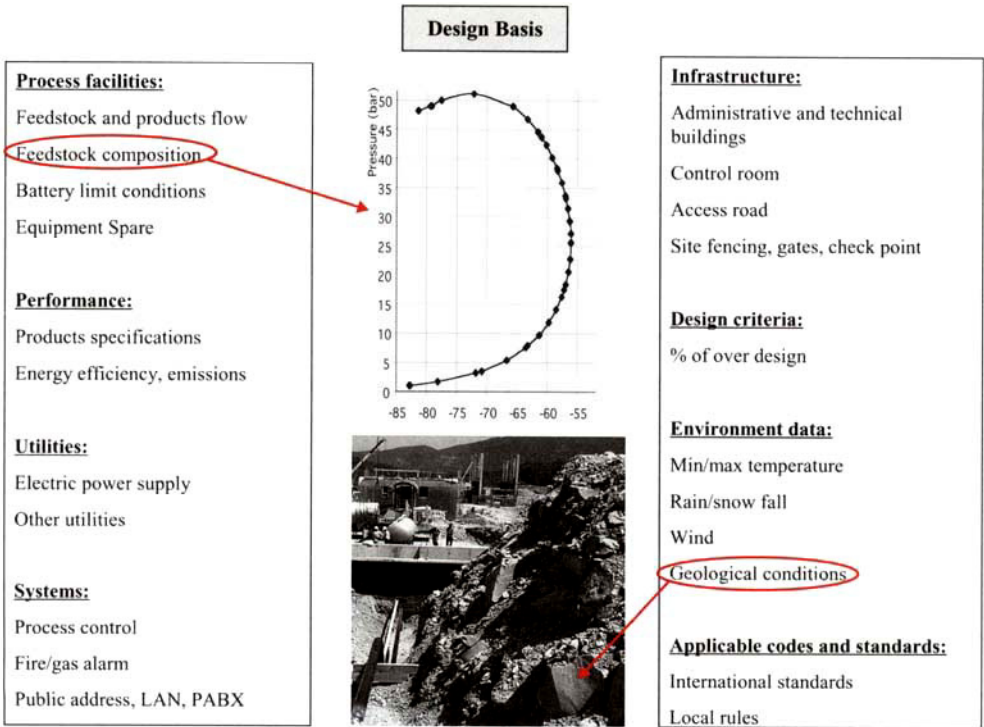 Design Basis
Process facilities:
Feedstock and products flow
Feedstock composition
Battery limit conditions
Equipment Spare
Performance:
Products specifications
Energy efficiency, emissions
Utilities:
Electric power supply
Other utilities
Systems:
Process control
Fire/gas alarm
Public address, LAN, PABX
Pressure (bar)
50
45
40
35
30
25
20
15
10
5
0
-85 -80 -75 -70 -65 -60 -55
Infrastructure:
Administrative and technical
buildings
Control room
Access road
Site fencing, gates, check point
Design criteria:
% of over design
Environment data:
Min/max temperature
Rain/snow fall
Wind
Geological conditions
Applicable codes and standards:
International standards
Local rules